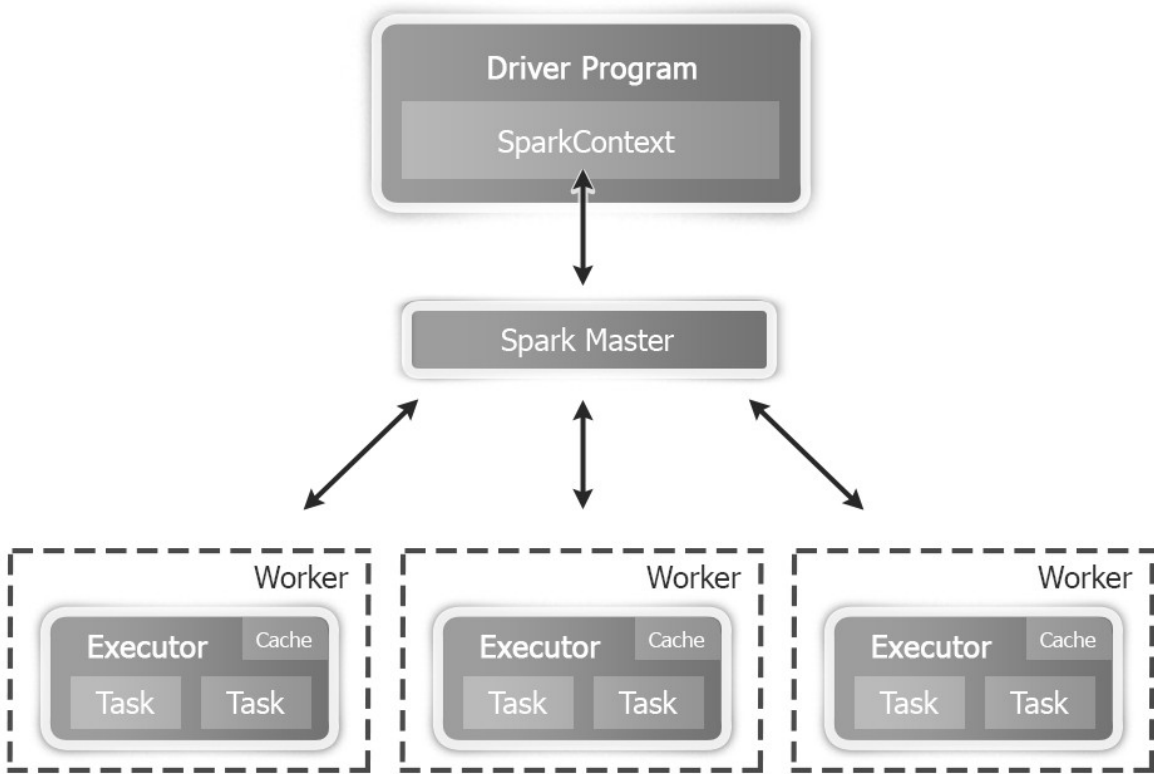 Driver Program
SparkContext
Spark Master
Worker
Executor
Cache
Task
Task
Worker
Executor
Cache
Task
Task
Worker
Executor
Cache
Task
Task